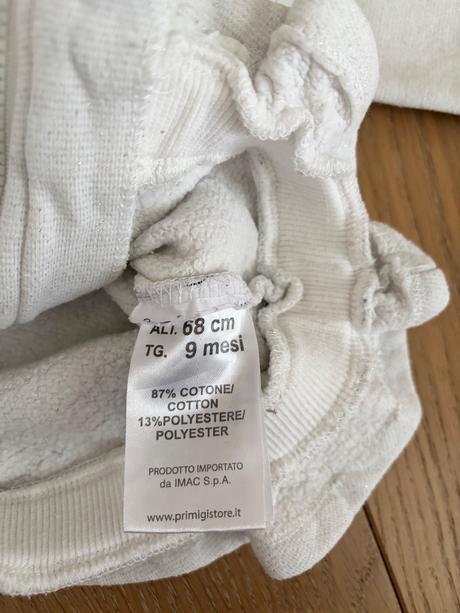 ALT. 68 cm
TG. 9 mesi
87% COTONE/
COTTON
13%POLYESTERE/
POLYESTER
PRODOTTO IMPORTATO
da IMAC S.p.A.
www.primigistore.it